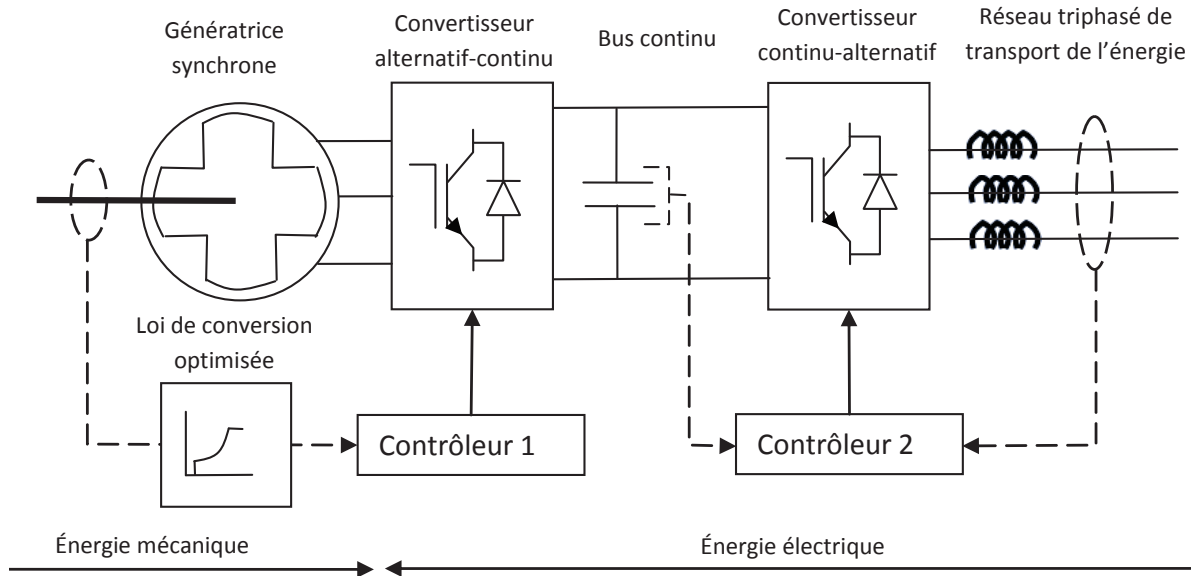 Génératrice
synchrone
Convertisseur
alternatif-continu
Bus continu
Convertisseur
continu-alternatif
Réseau triphasé de
transport de l’énergie
Loi de conversion
optimisée
Contrôleur 1
Contrôleur 2
Énergie mécanique
Énergie électrique